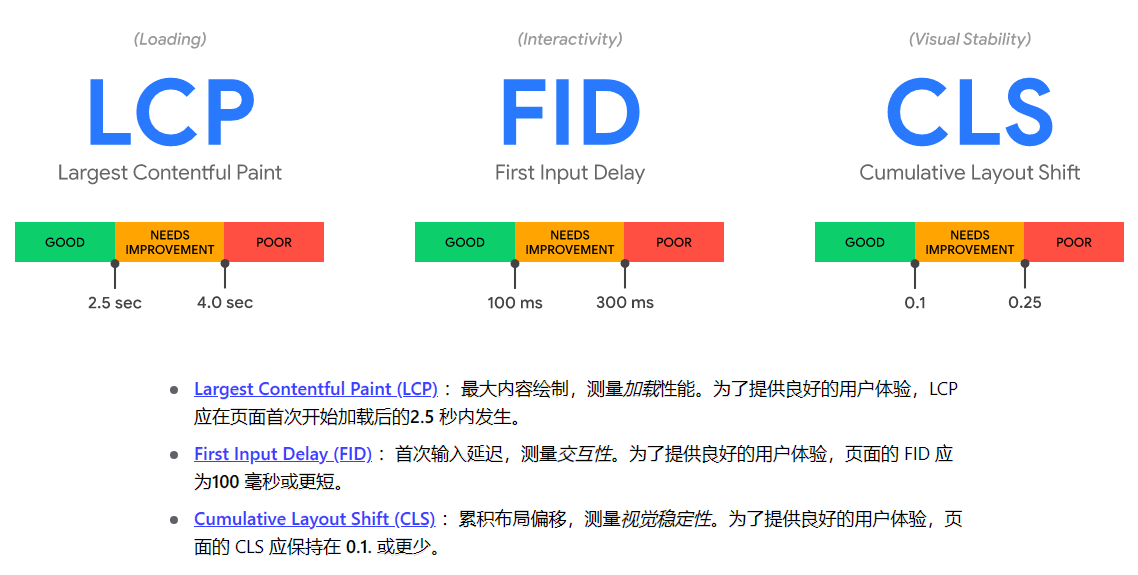 (Loading)
LCP
Largest Contentful Paint
GOOD
NEEDS
IMPROVEMENT
POOR
2.5 sec
4.0 sec
(Interactivity)
FID
First Input Delay
GOOD
NEEDS
IMPROVEMENT
POOR
100 ms
300 ms
(Visual Stability)
CLS
Cumulative Layout Shift
GOOD
NEEDS
IMPROVEMENT
POOR
0.1
0.25
Largest Contentful Paint (LCP) ：最大内容绘制，测量加载性能。为了提供良好的用户体验，LCP
应在页面首次开始加载后的2.5 秒内发生。
First Input Delay (FID) ：首次输入延迟，测量交互性。为了提供良好的用户体验，页面的 FID 应
为100 毫秒或更短。
Cumulative Layout Shift (CLS) ：累积布局偏移，测量视觉稳定性。为了提供良好的用户体验，页
面的 CLS 应保持在 0.1. 或更少。